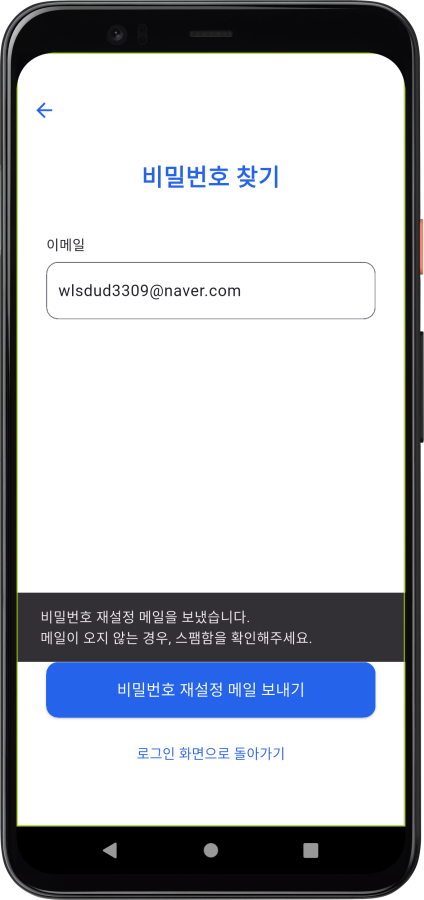 비밀번호 찾기
이메일
wlsdud3309@naver.com
비밀번호 재설정 메일을 보냈습니다.
메일이 오지 않는 경우, 스팸함을 확인해주세요.
비밀번호 재설정 메일 보내기
로그인 화면으로 돌아가기